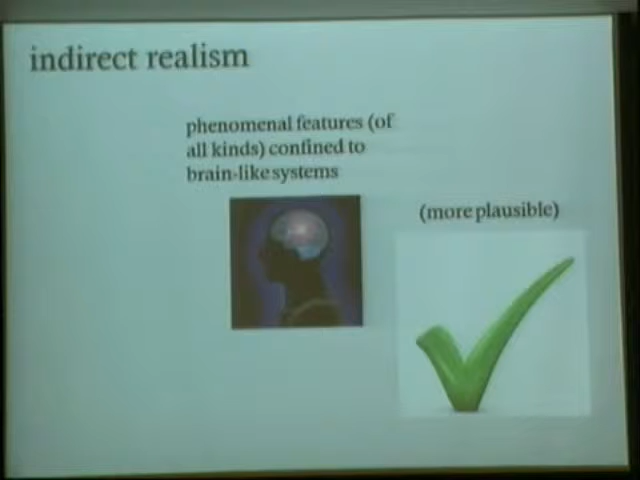 indirect realism
phenomenal features (of
all kinds) confined to
brain-like systems
(more plausible)